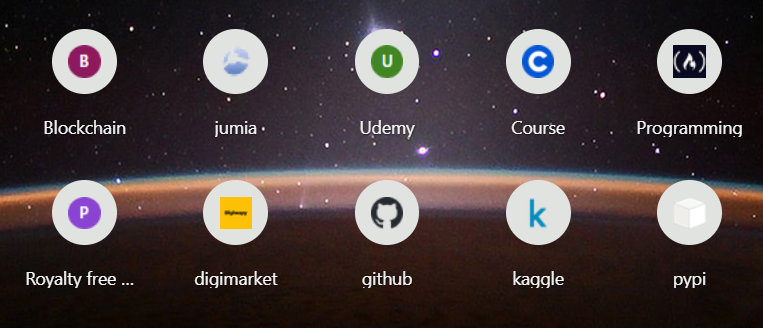 B
U
C
Blockchain
jumia
Udemy
Course
Programming
P
k
Royalty free ...
digimarket
github
kaggle
pypi